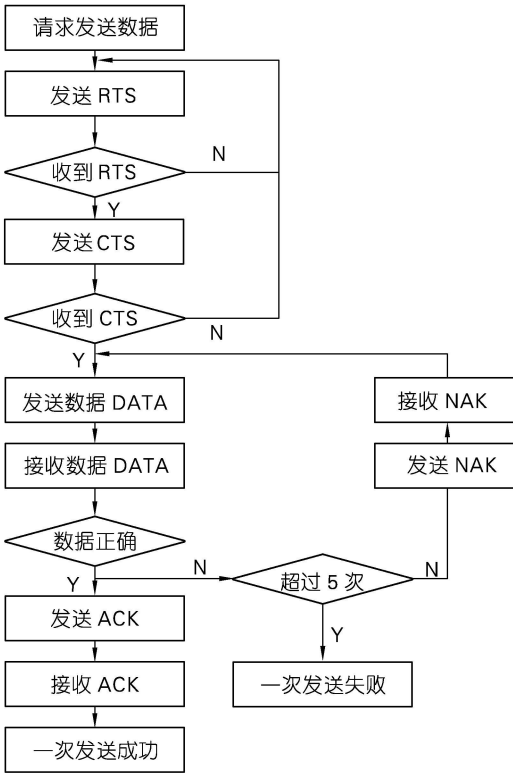 请求发送数据
发送 RTS
收到 RTS
N
Y
发送 CTS
收到 CTS
N
Y
发送数据 DATA
接收 NAK
接收数据 DATA
发送 NAK
数据正确
N
Y
超过 5 次
N
发送 ACK
Y
接收 ACK
一次发送失败
一次发送成功